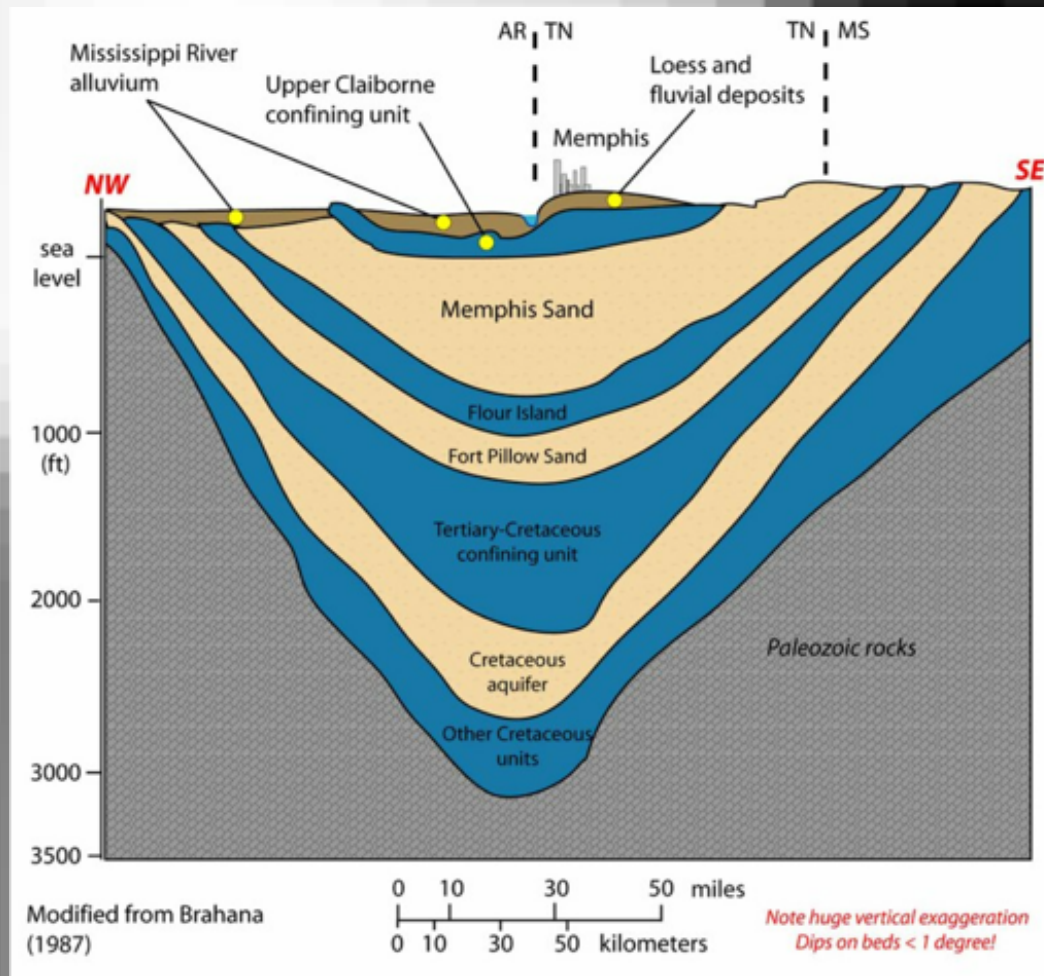 AR TN
TN MS
Mississippi River
alluvium
Upper Claiborne
confining unit
Loess and
fluvial deposits
Memphis
NW
SE
sea
level
Memphis Sand
Flour Island
1000
(ft)
Fort Pillow Sand
Tertiary-Cretaceous
confining unit
2000
Paleozoic rocks
Cretaceous
aquifer
Other Cretaceous
units
3000
3500
0 10 30 50 miles
0 10 30 50 kilometers
Modified from Brahana
(1987)
Note huge vertical exaggeration
Dips on beds < 1 degree!